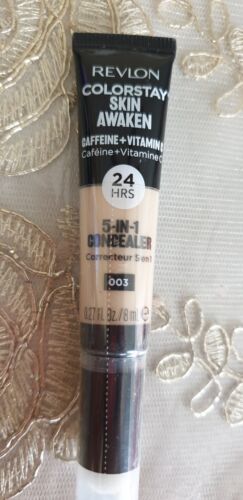 REVLON
COLORSTAY
SKIN
AWAKEN
CAFFEINE+VITAMIN C
Caféine+Vitamine C
24
HRS
5-IN-1
CONCEALER
Correcteur 5 en 1
003
0.27 fl. oz./8 ml e